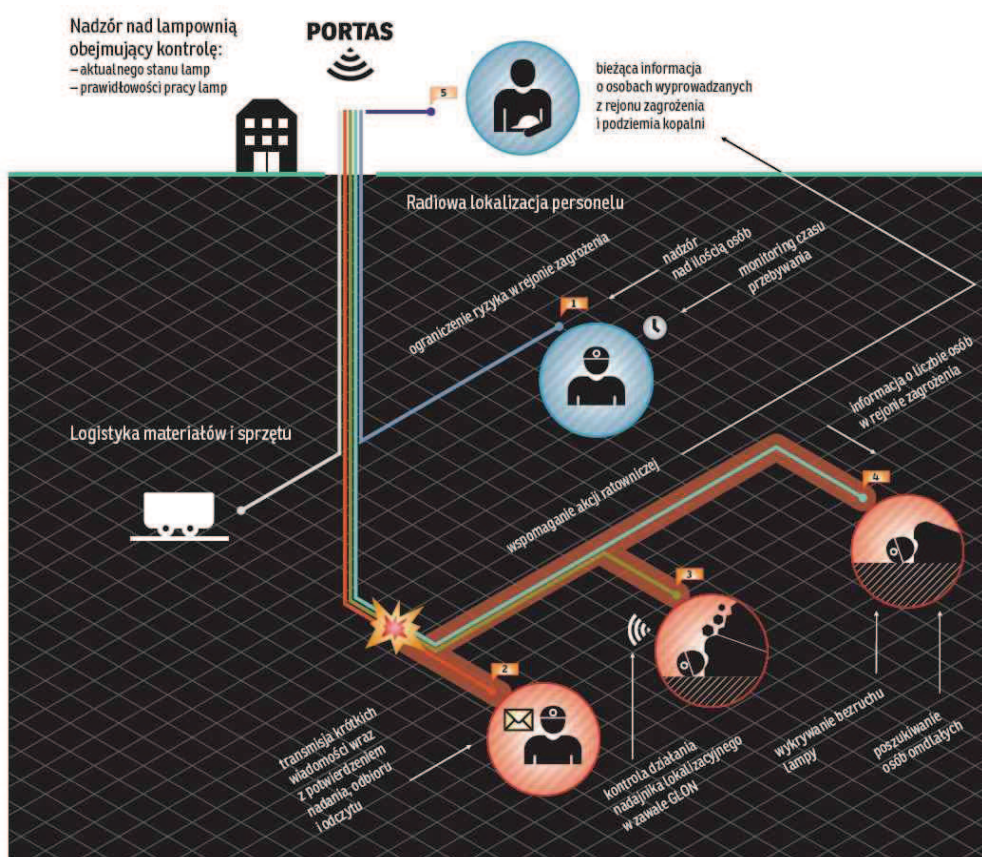 Nadzór nad lampownią
obejmujący kontrolę:
– aktualnego stanu lamp
– prawidłowości pracy lamp
PORTAS
5
bieżąca informacja
o osobach wyprowadzanych
z rejonu zagrożenia
i podziemia kopalni
Radiowa lokalizacja personelu
ograniczenie ryzyka w rejonie zagrożenia
1
nadzór
nad ilością osób
monitoring czasu
przebywania
Logistyka materiałów i sprzętu
wspomaganie akcji ratowniczej
informacja o liczbie osób
w rejonie zagrożenia
4
3
2
transmisja krótkich
wiadomości wraz
z potwierdzeniem
nadania, odbioru
i odczytu
kontrola działania
nadajnika lokalizacyjnego
w zawale GLON
wykrywanie bezruchu
lampy
poszukiwanie
osób omdlałych